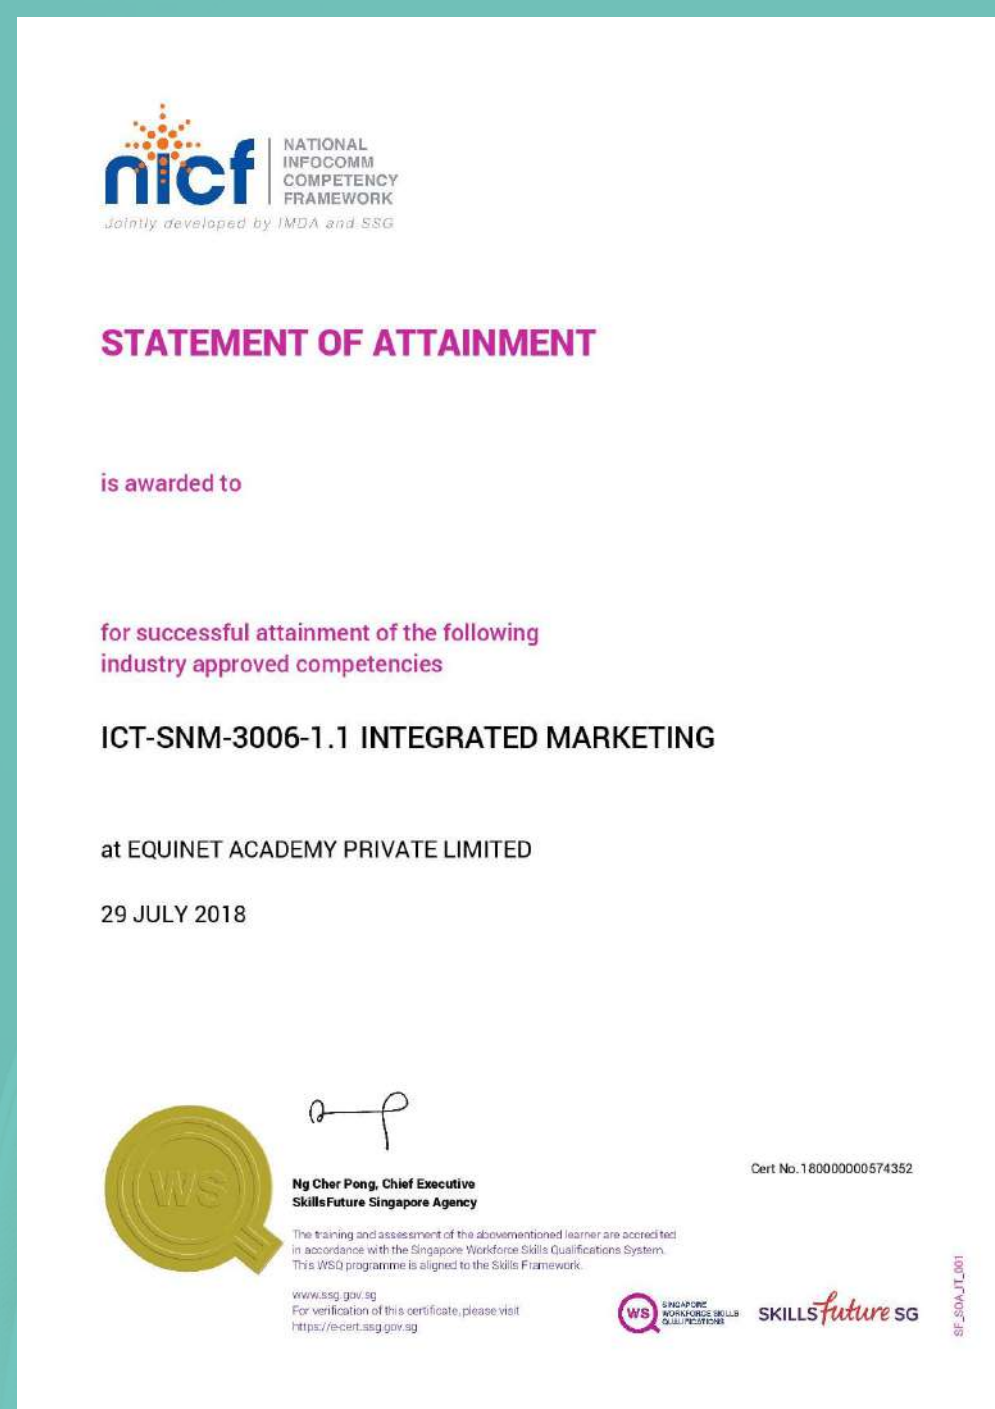 nicf
NATIONAL
INFOCOMM
COMPETENCY
FRAMEWORK
Jointly developed by IMDA and SSG
STATEMENT OF ATTAINMENT
is awarded to
for successful attainment of the following
industry approved competencies
ICT-SNM-3006-1.1 INTEGRATED MARKETING
at EQUINET ACADEMY PRIVATE LIMITED
29 JULY 2018
WS
Ng Cher Pong, Chief Executive
SkillsFuture Singapore Agency
Cert No.180000000574352
The training and assessment of the abovementioned learner are accredited
in accordance with the Singapore Workforce Skills Qualifications System.
This WSQ programme is aligned to the Skills Framework.
www.ssg.gov.sg
For verification of this certificate, please visit
https://e-cert.ssg.gov.sg
WS
SINGAPORE
WORKFORCE SKILLS
QUALIFICATIONS
SKILLSfuture SG
SF_SOA_IT_001